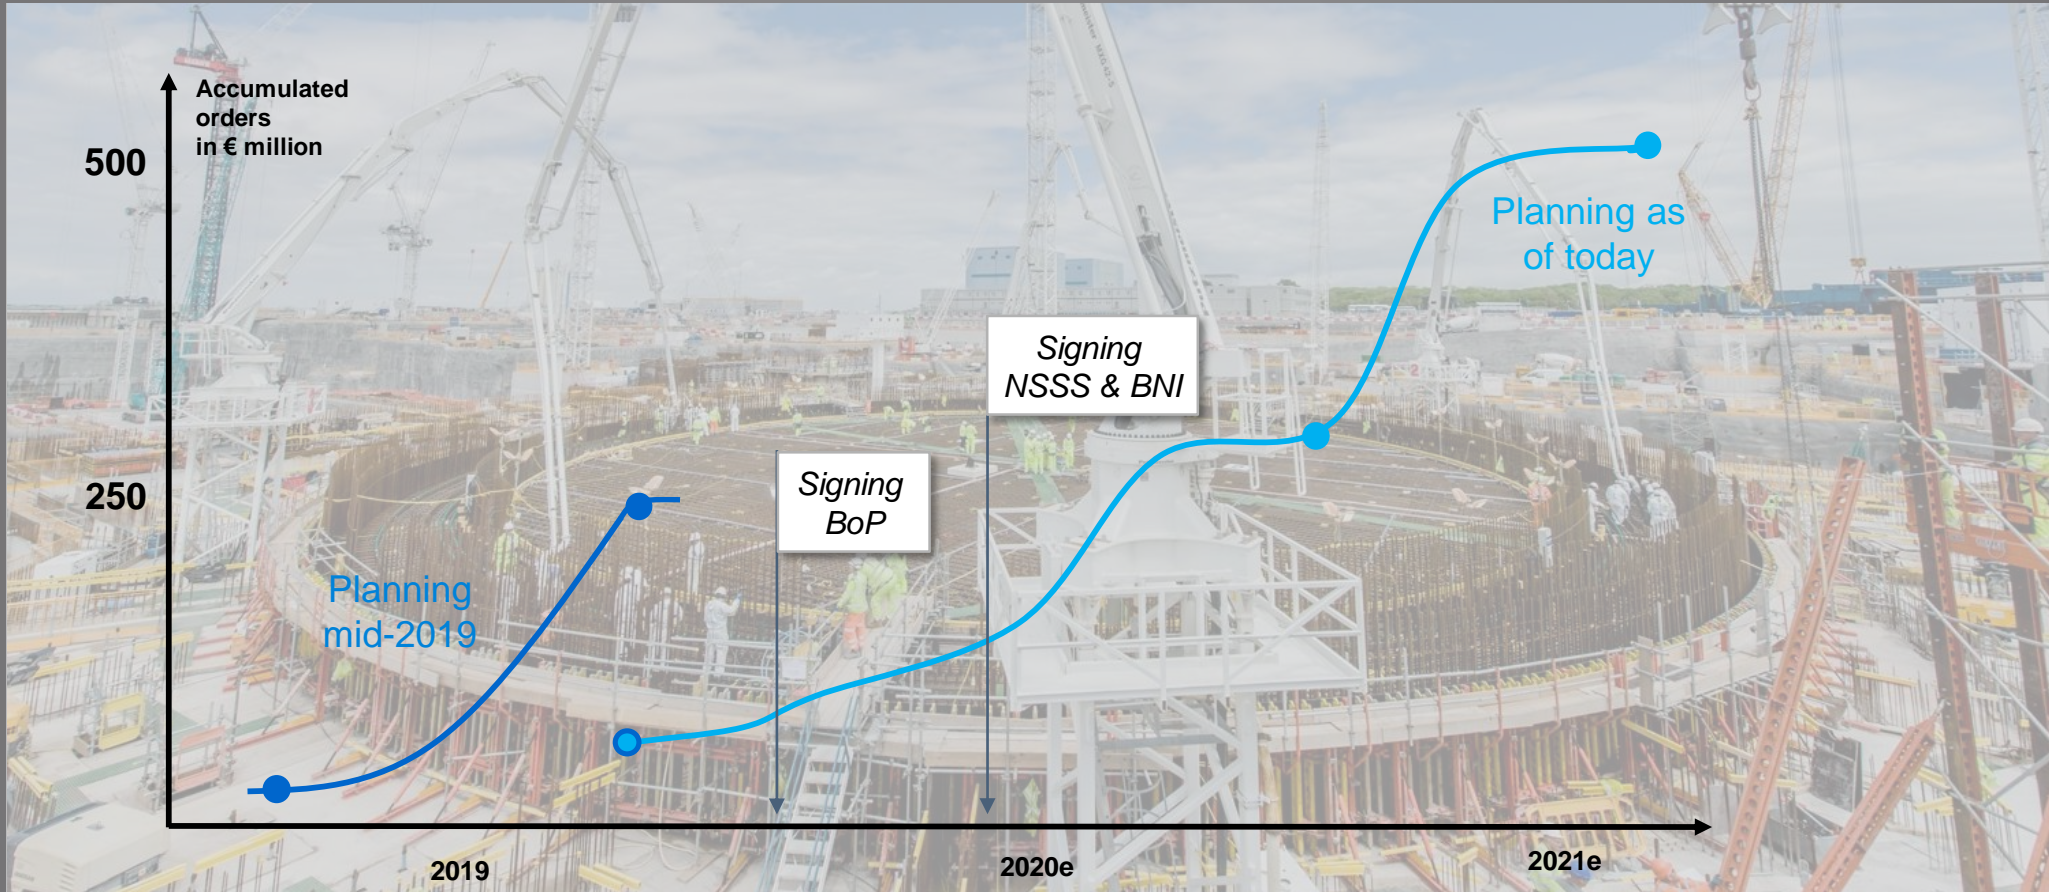 Accumulated
orders
in € million
500
250
Planning
mid-2019
Signing
BoP
Signing
NSSS & BNI
Planning as
of today
2019
2020e
2021e